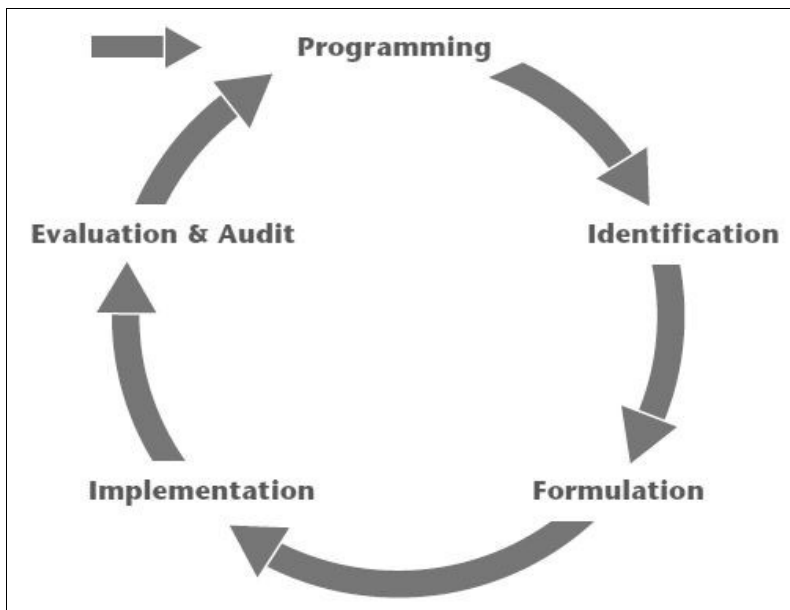 Programming
Evaluation & Audit
Identification
Implementation
Formulation